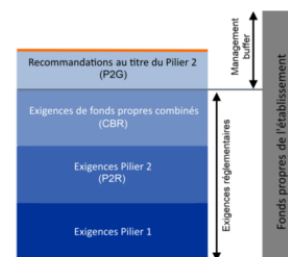 Recommandations au titre du Pilier 2
(P2G)
Exigences de fonds propres combinés
(CBR)
Exigences Pilier 2
(P2R)
Exigences Pilier 1
Management
buffer
Exigences réglementaires
Fonds propres de l'établissement